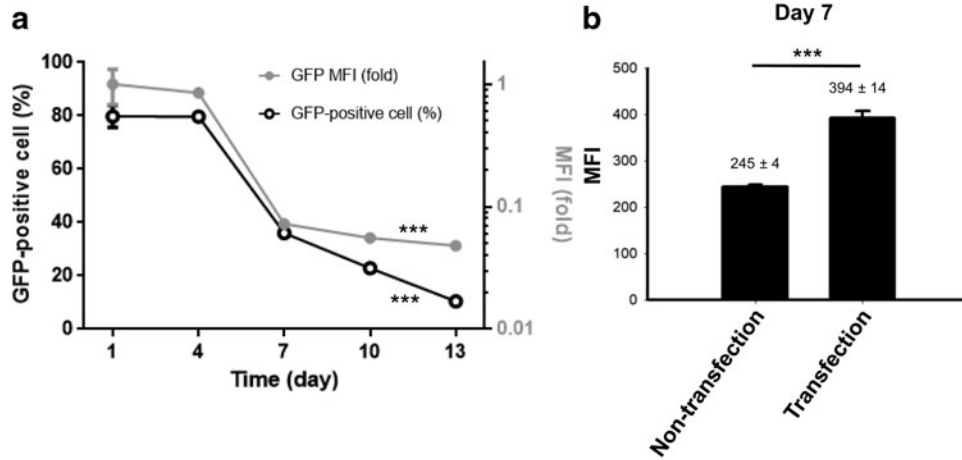 a
GFP-positive cell (%)
100
80
60
40
20
0
GFP MFI (fold)
GFP-positive cell (%)
***
***
1
0.1
0.01
MFI (fold)
1 4 7 10 13
Time (day)
b
Day 7
***
MFI
500
400
300
200
100
0
245 ± 4
394 ± 14
Non-transfection
Transfection